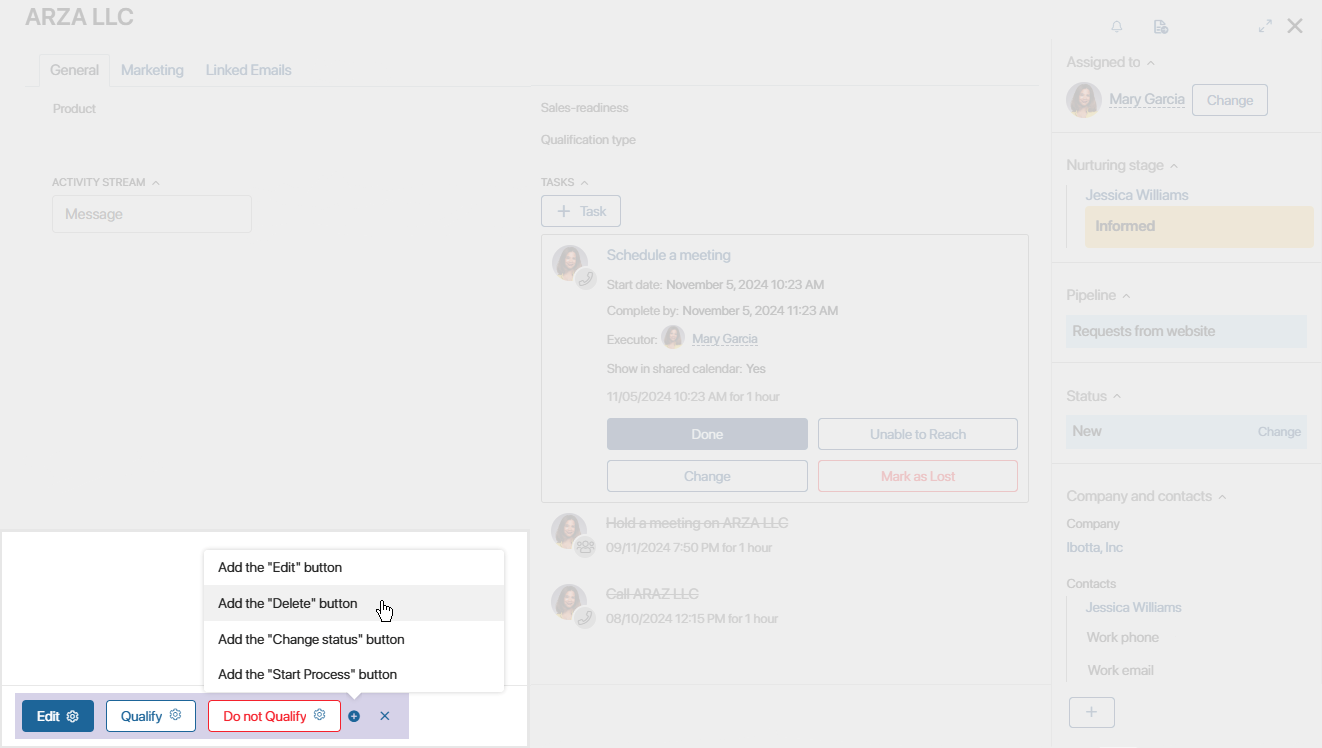 ARZA LLC
General Marketing Linked Emails
Product
ACTIVITY STREAM
Message
Sales-readiness
Qualification type
TASKS
+ Task
Schedule a meeting
Start date: November 5, 2024 10:23 AM
Complete by: November 5, 2024 11:23 AM
Executor: Mary Garcia
Show in shared calendar: Yes
11/05/2024 10:23 AM for 1 hour
Done Unable to Reach
Change Mark as Lost
Hold a meeting on ARZA LLC
09/11/2024 7:50 PM for 1 hour
Call ARAZ LLC
08/10/2024 12:15 PM for 1 hour
Assigned to
Mary Garcia Change
Nurturing stage
Jessica Williams
Informed
Pipeline
Requests from website
Status
New Change
Company and contacts
Company
Ibotta, Inc
Contacts
Jessica Williams
Work phone
Work email
+
Add the "Edit" button
Add the "Delete" button
Add the "Change status" button
Add the "Start Process" button
Edit Qualify Do not Qualify